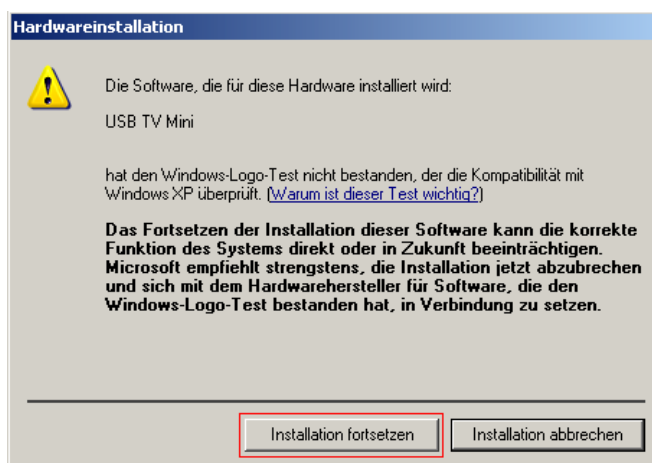 Hardwareinstallation
Die Software, die für diese Hardware installiert wird:
USB TV Mini
hat den Windows-Logo-Test nicht bestanden, der die Kompatibilität mit
Windows XP überprüft. (Warum ist dieser Test wichtig?)
Das Fortsetzen der Installation dieser Software kann die korrekte
Funktion des Systems direkt oder in Zukunft beeinträchtigen.
Microsoft empfiehlt strengstens, die Installation jetzt abzubrechen
und sich mit dem Hardwarehersteller für Software, die den
Windows-Logo-Test bestanden hat, in Verbindung zu setzen.
Installation fortsetzen
Installation abbrechen